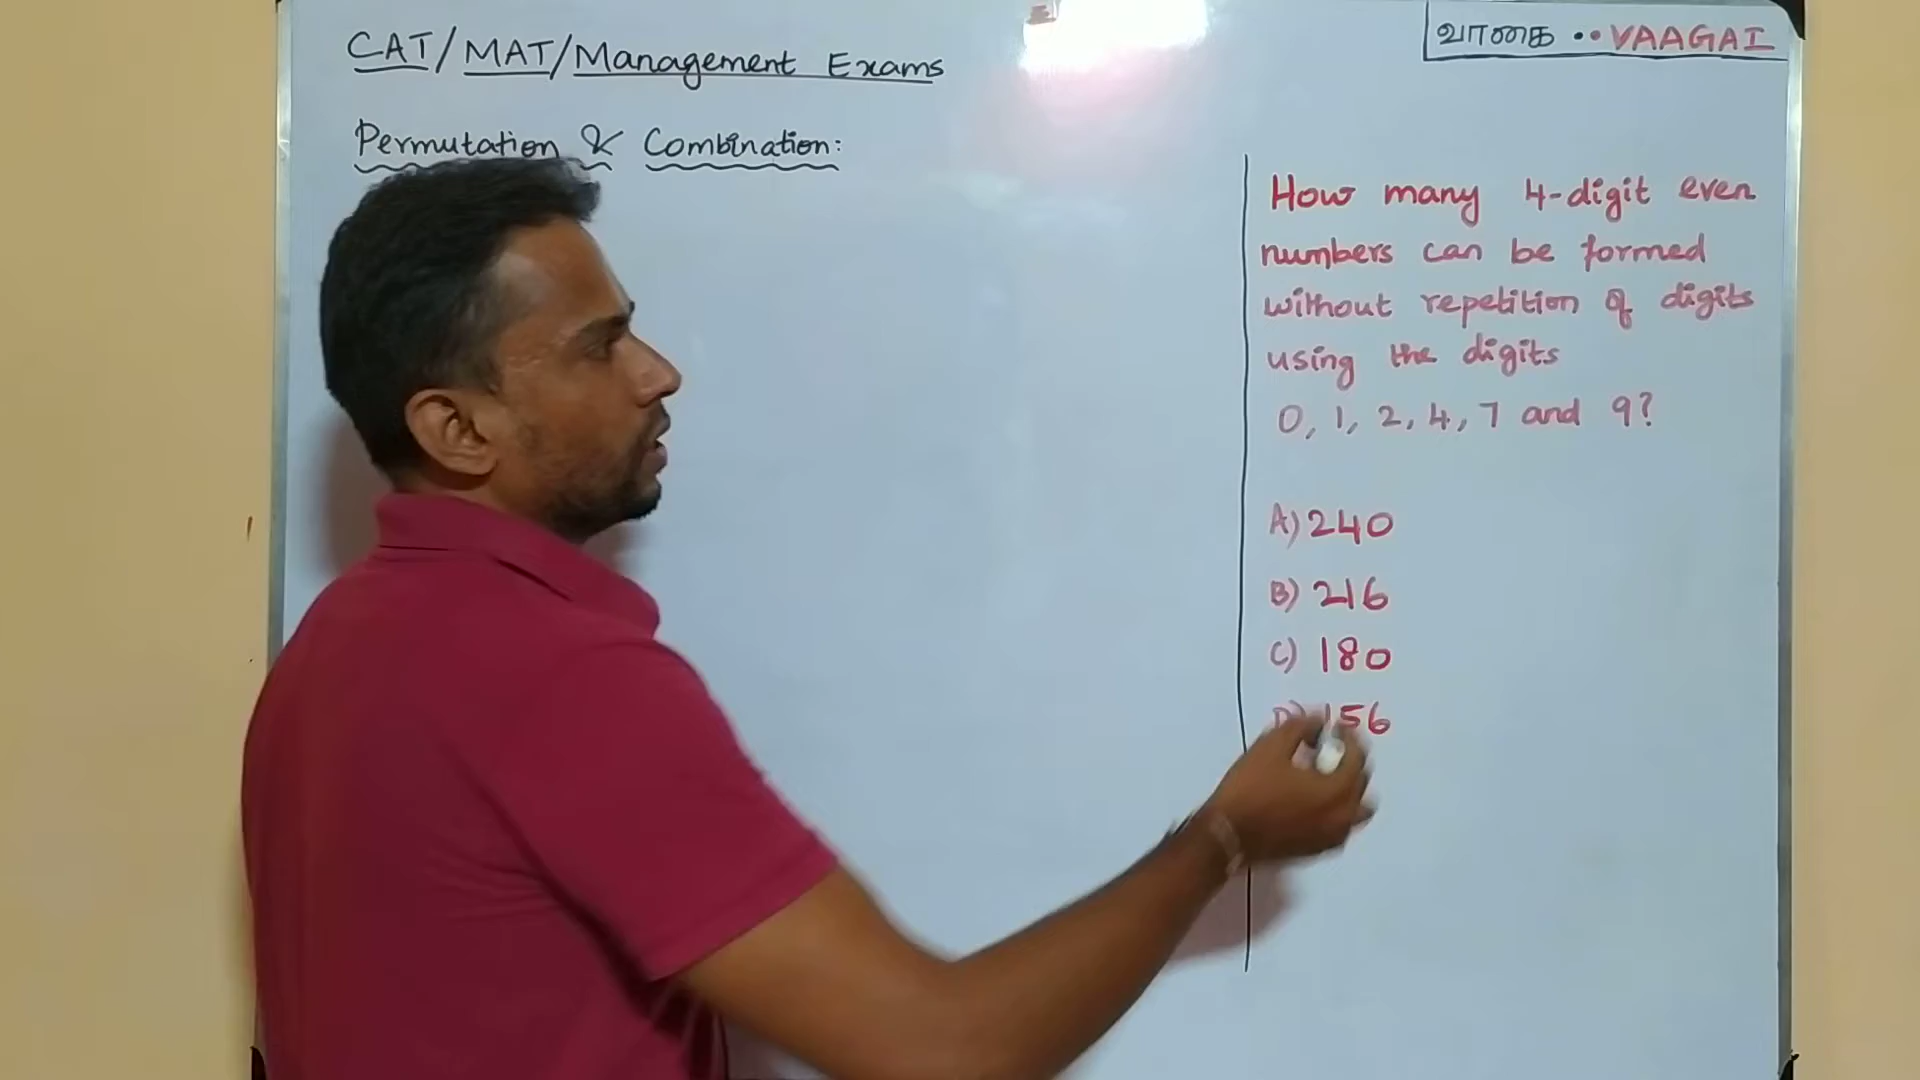 CAT/MAT/Management Exams
வாகை •• VAAGAI
Permutation & Combination:
How many 4-digit even
numbers can be formed
without repetition of digits
using the digits
0, 1, 2, 4, 7 and 9?
A) 240
B) 216
C) 180
D) 156